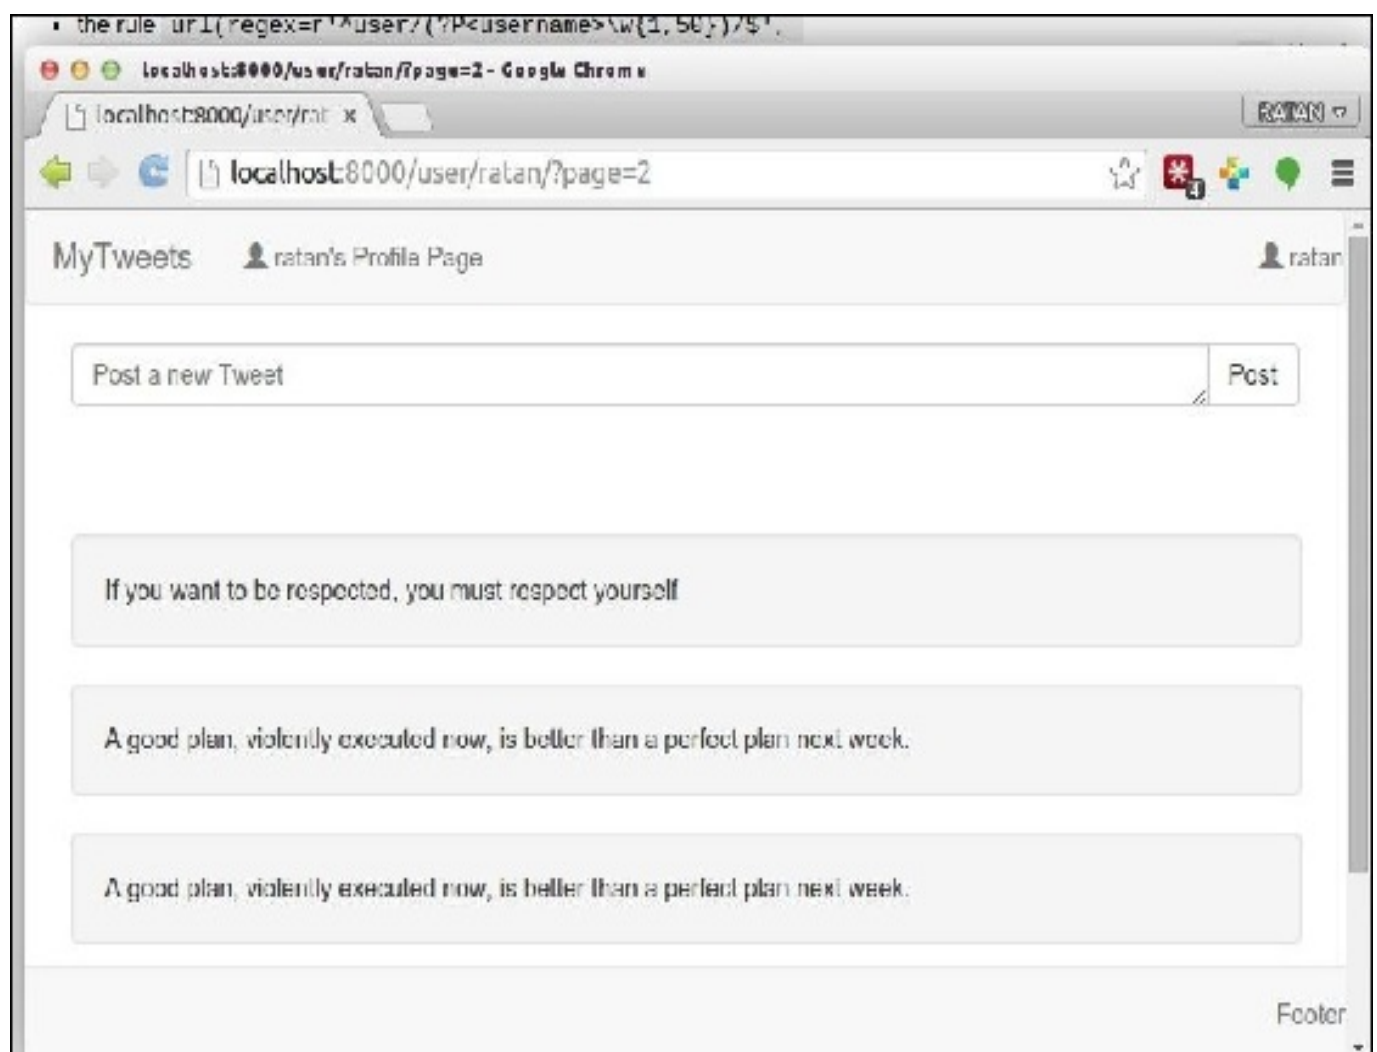 ▪ the rule url(regex=r'^user/(?P<username>\w{1,50})/$',
localhost:8000/user/ratan/?page=2 - Google Chrome
localhost:8000/user/rat x RATAN
localhost:8000/user/ratan/?page=2 4
MyTweets ratan's Profile Page ratan
Post a new Tweet Post
If you want to be respected, you must respect yourself
A good plan, violently executed now, is better than a perfect plan next week.
A good plan, violently executed now, is better than a perfect plan next week.
Footer